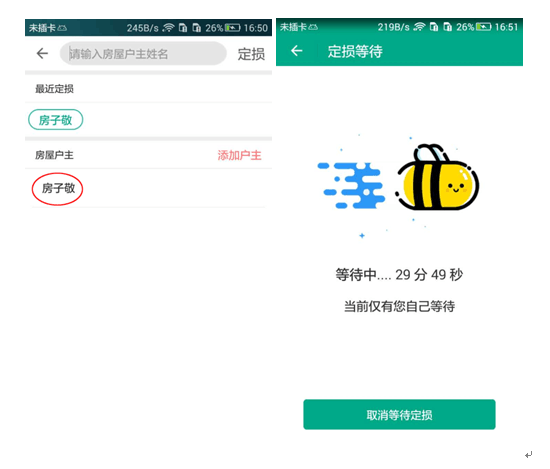 未插卡 245B/s 26% 16:50
请输入房屋户主姓名 定损
最近定损
房子敬
房屋户主 添加户主
房子敬
未插卡 219B/s 26% 16:51
定损等待
等待中.... 29 分 49 秒
当前仅有您自己等待
取消等待定损